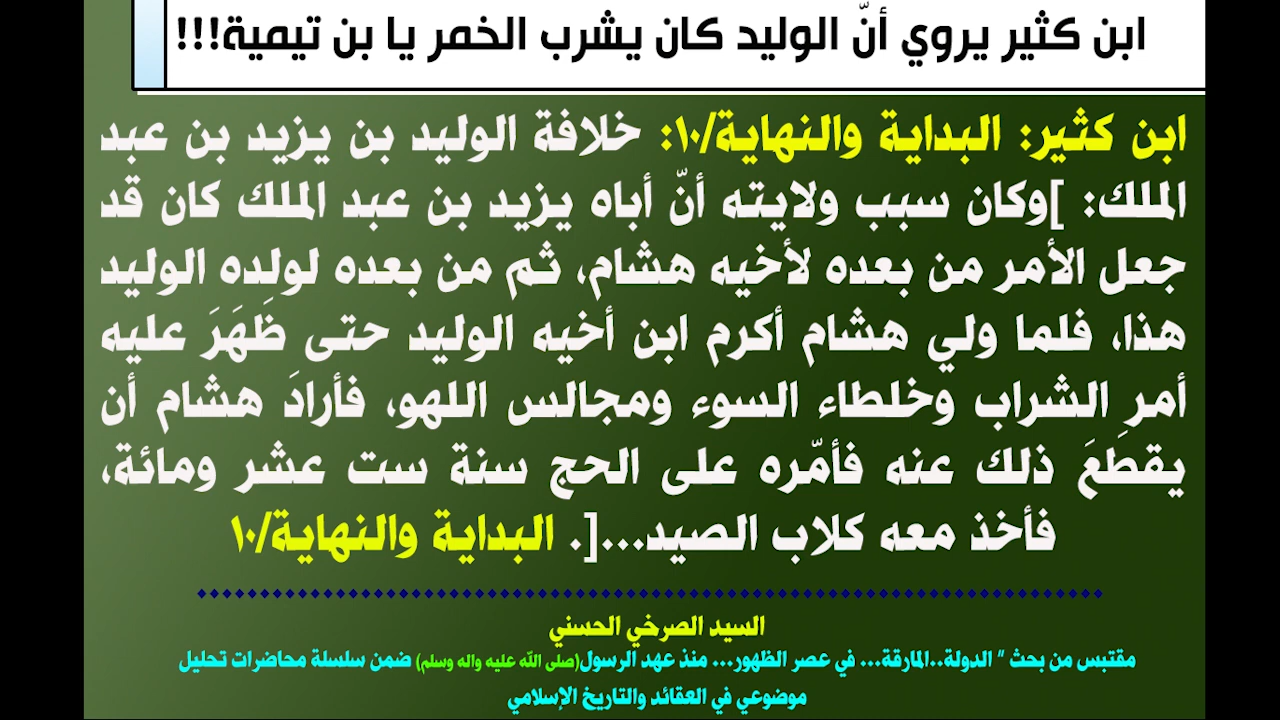 ابن كثير يروي أنّ الوليد كان يشرب الخمر يا بن تيمية!!!
ابن كثير: البداية والنهاية/١٠: خلافة الوليد بن يزيد بن عبد
الملك: ]وكان سبب ولايته أنّ أباه يزيد بن عبد الملك كان قد
جعل الأمر من بعده لأخيه هشام، ثم من بعده لولده الوليد
هذا، فلما ولي هشام أكرم ابن أخيه الوليد حتى ظَهَرَ عليه
أمر الشراب وخلطاء السوء ومجالس اللهو، فأرادَ هشام أن
يقطِعَ ذلك عنه فأمّره على الحج سنة ست عشر ومائة،
فأخذ معه كلاب الصيد...[. البداية والنهاية/١٠
السيد الصرخي الحسني
مقتبس من بحث " الدولة..المارقة... في عصر الظهور... منذ عهد الرسول(صلى الله عليه واله وسلم) ضمن سلسلة محاضرات تحليل
موضوعي في العقائد والتاريخ الإسلامي